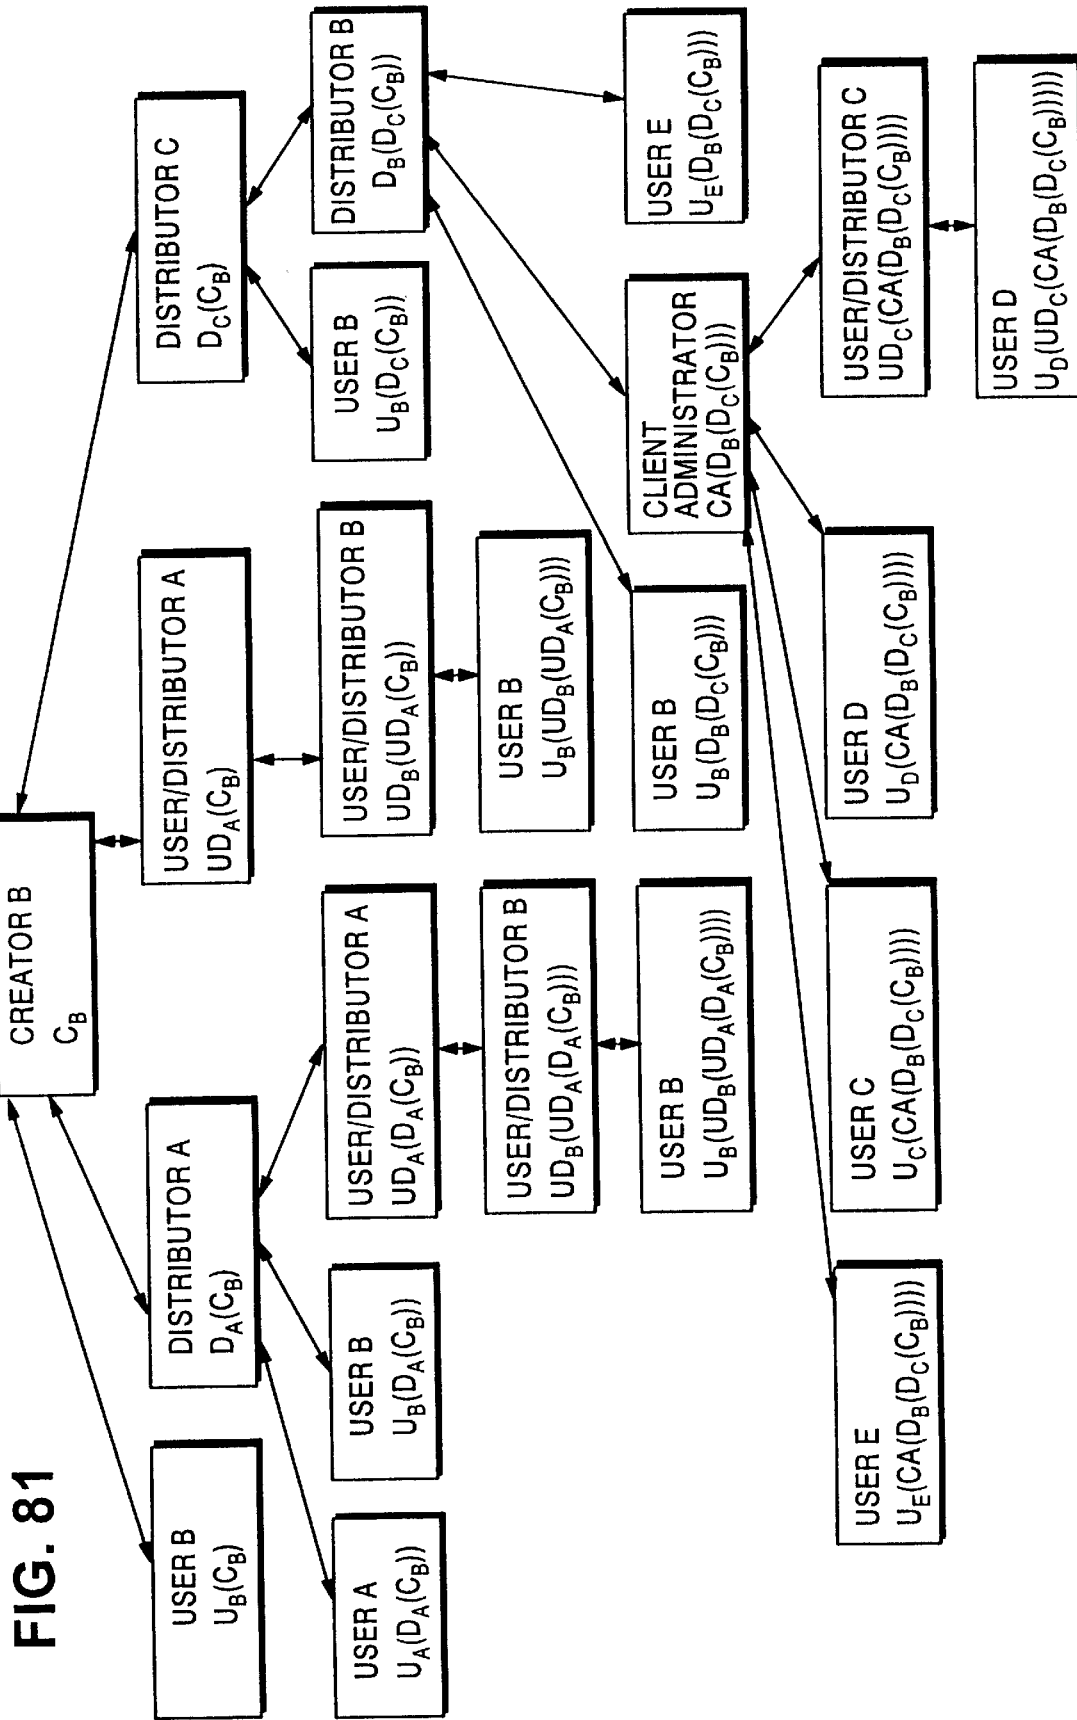 FIG. 81
CREATOR B
C_B
USER B
U_B(C_B)
DISTRIBUTOR A
D_A(C_B)
USER/DISTRIBUTOR A
UD_A(C_B)
DISTRIBUTOR C
D_C(C_B)
USER A
U_A(D_A(C_B))
USER B
U_B(D_A(C_B))
USER/DISTRIBUTOR A
UD_A(D_A(C_B))
USER/DISTRIBUTOR B
UD_B(UD_A(C_B))
USER B
U_B(D_C(C_B))
DISTRIBUTOR B
D_B(D_C(C_B))
USER/DISTRIBUTOR B
UD_B(UD_A(D_A(C_B)))
USER B
U_B(UD_B(UD_A(C_B)))
USER B
U_B(UD_B(UD_A(D_A(C_B))))
USER B
U_B(D_B(D_C(C_B)))
CLIENT
ADMINISTRATOR
CA(D_B(D_C(C_B)))
USER E
U_E(D_B(D_C(C_B)))
USER E
U_E(CA(D_B(D_C(C_B))))
USER C
U_C(CA(D_B(D_C(C_B))))
USER D
U_D(CA(D_B(D_C(C_B))))
USER/DISTRIBUTOR C
UD_C(CA(D_B(D_C(C_B))))
USER D
U_D(UD_C(CA(D_B(D_C(C_B)))))